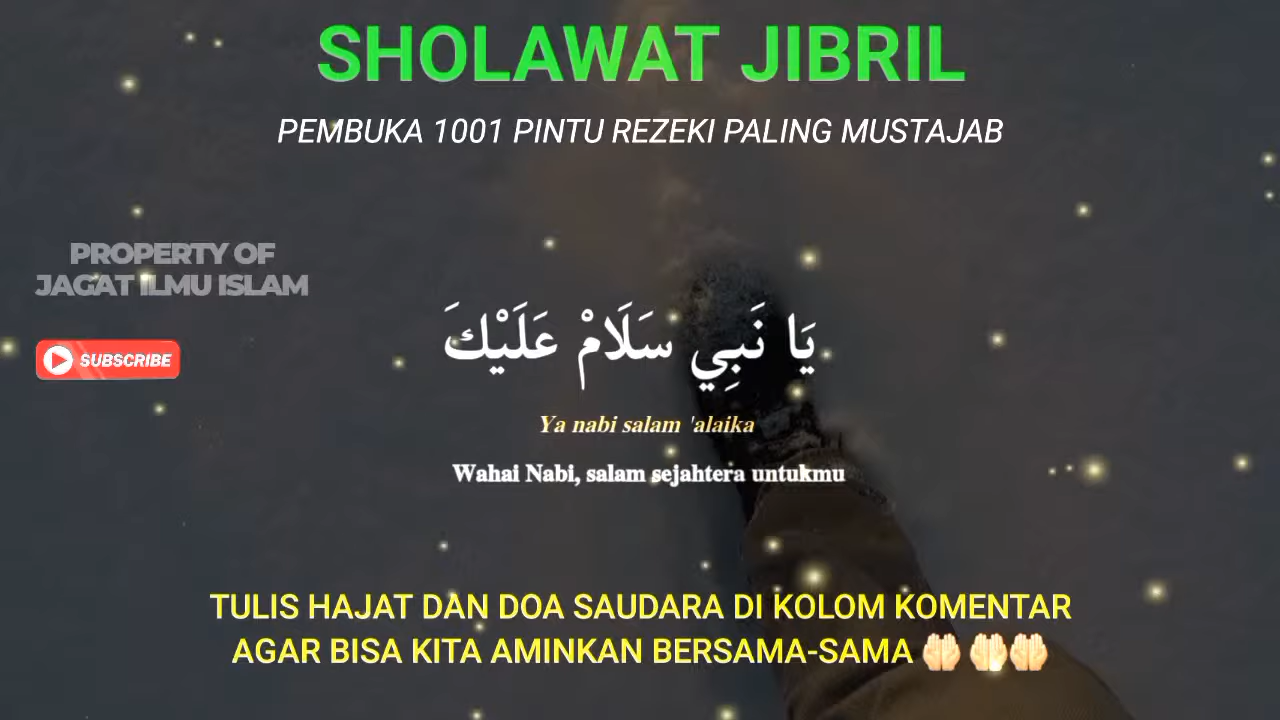 SHOLAWAT JIBRIL
PEMBUKA 1001 PINTU REZEKI PALING MUSTAJAB
PROPERTY OF
JAGAT ILMU ISLAM
SUBSCRIBE
يَا نَبِي سَلَامْ عَلَيْكَ
Ya nabi salam 'alaika
Wahai Nabi, salam sejahtera untukmu
TULIS HAJAT DAN DOA SAUDARA DI KOLOM KOMENTAR
AGAR BISA KITA AMINKAN BERSAMA-SAMA 🤲🏻 🤲🏻🤲🏻